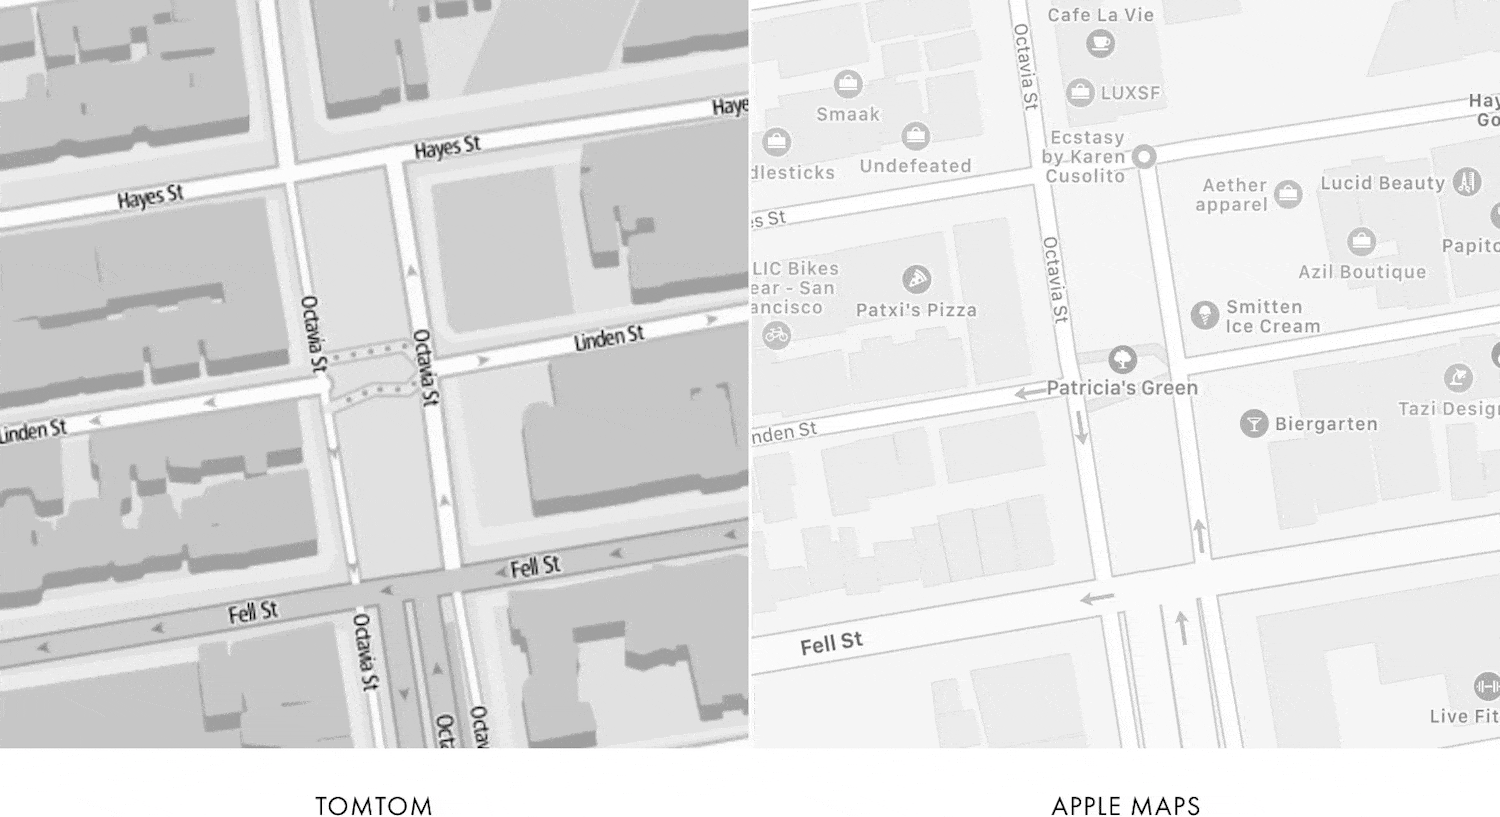 Hayes St
Haye
Hayes St
Octavia St
Octavia St
Linden St
Linden St
Fell St
Fell St
Octavia St
Octa
Octav
TOMTOM
Cafe La Vie
Octavia St
LUXSF
Smaak
Hay
Go
Ecstasy
by Karen
Cusolito
dlesticks
Undefeated
Aether
apparel
Lucid Beauty
es St
Papito
Octavia St
Azil Boutique
LIC Bikes
ear - San
ancisco
Patxi's Pizza
Smitten
Ice Cream
Patricia's Green
Tazi Design
Biergarten
nden St
Fell St
Live Fit
APPLE MAPS